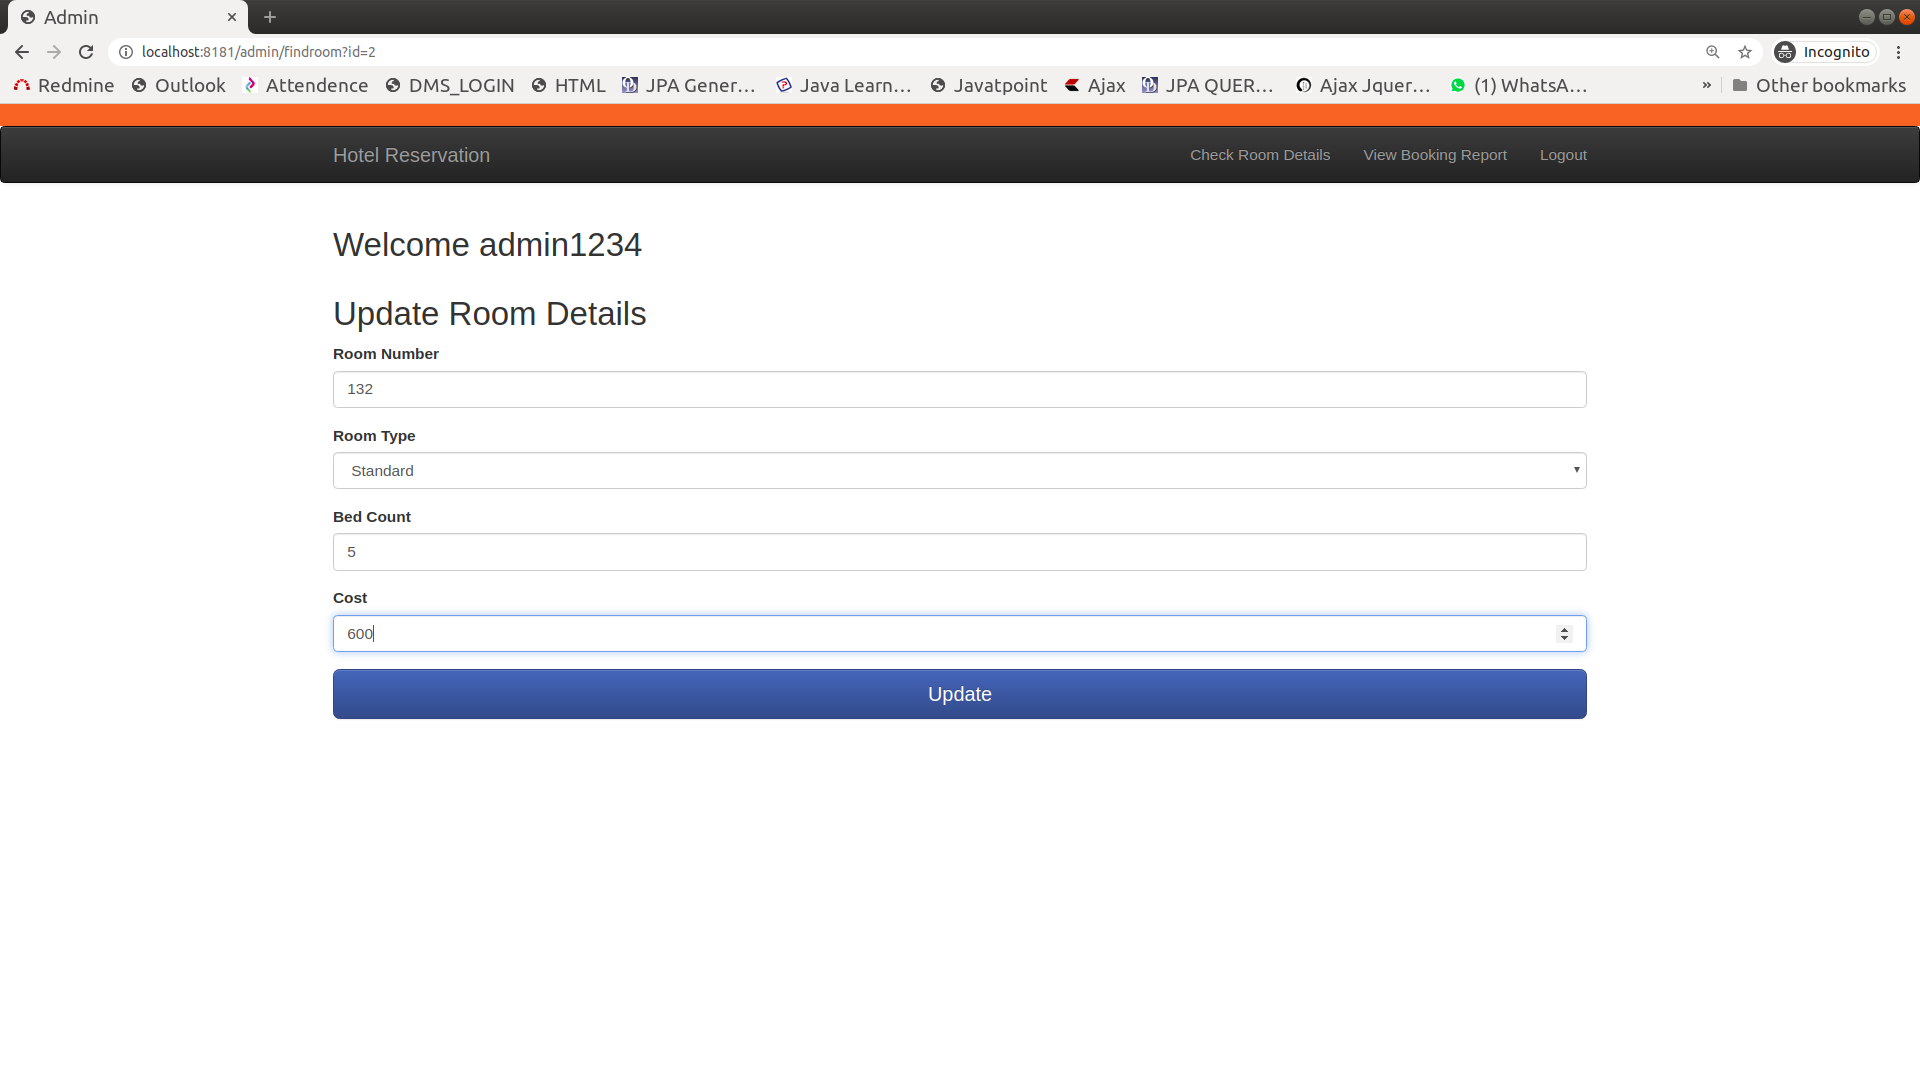 Admin
localhost:8181/admin/findroom?id=2
Incognito
Redmine Outlook Attendence DMS_LOGIN HTML JPA Gener... Java Learn... Javatpoint Ajax JPA QUER... Ajax Jquer... (1) WhatsA... » Other bookmarks
Hotel Reservation Check Room Details View Booking Report Logout
Welcome admin1234
Update Room Details
Room Number
132
Room Type
Standard
Bed Count
5
Cost
600
Update